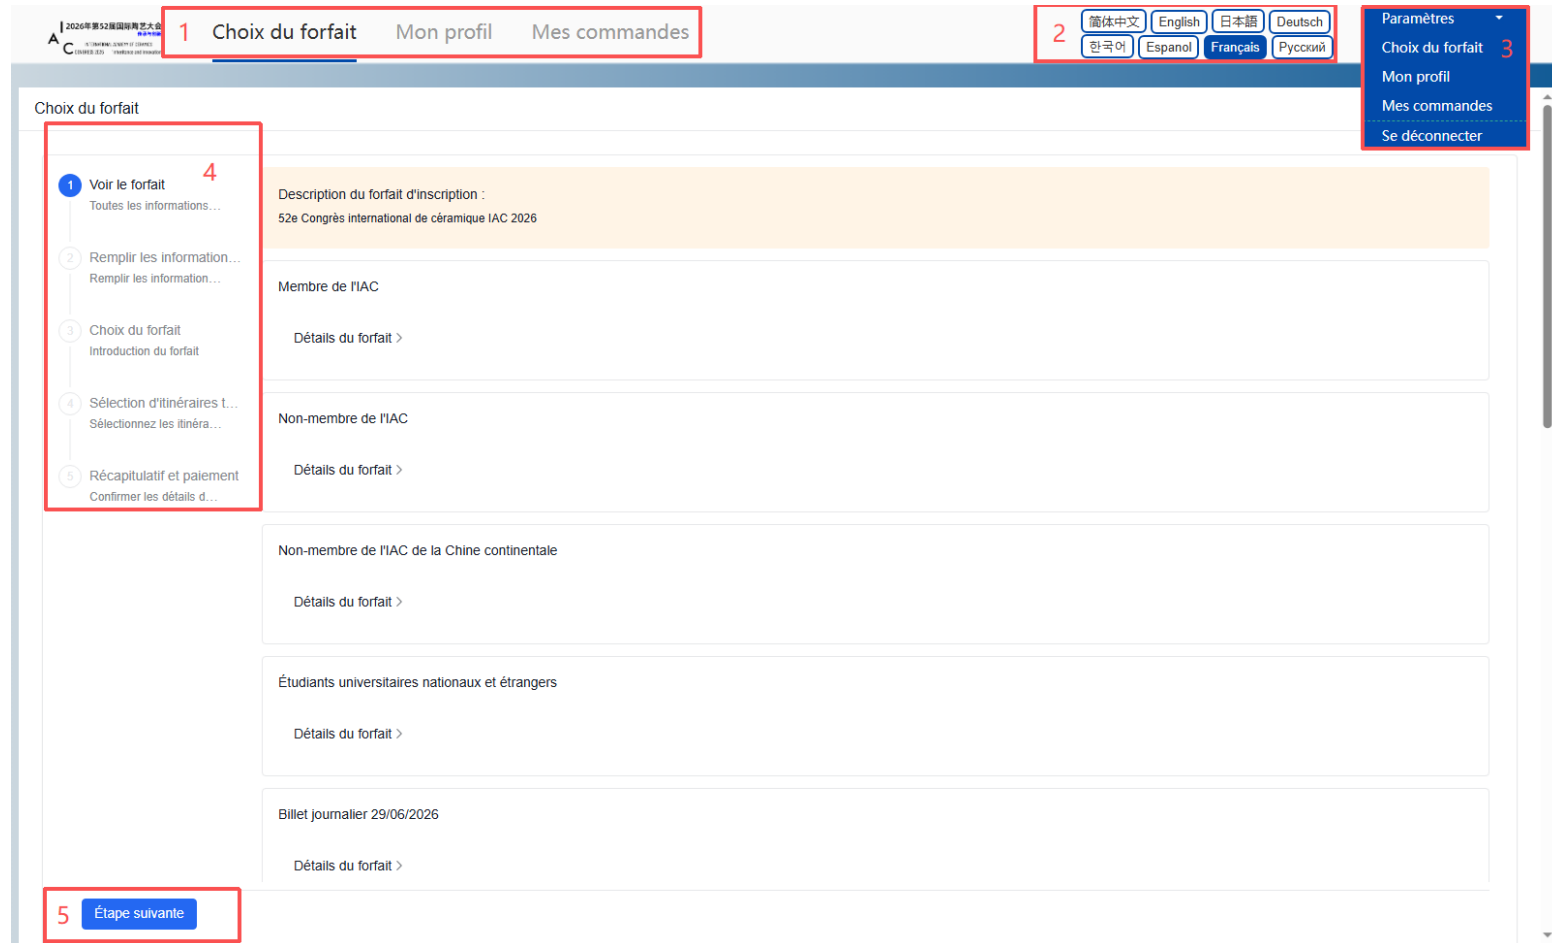 2026年第52届国际陶艺大会
1
Choix du forfait
Mon profil
Mes commandes
2
简体中文
English
日本語
Deutsch
한국어
Espanol
Français
Русский
Paramètres
Choix du forfait
3
Mon profil
Mes commandes
Se déconnecter
Choix du forfait
4
1
Voir le forfait
Toutes les informations...
2
Remplir les information...
Remplir les information...
3
Choix du forfait
Introduction du forfait
4
Sélection d'itinéraires t...
Sélectionnez les itinéra...
5
Récapitulatif et paiement
Confirmer les détails d...
Description du forfait d'inscription :
52e Congrès international de céramique IAC 2026
Membre de l'IAC
Détails du forfait >
Non-membre de l'IAC
Détails du forfait >
Non-membre de l'IAC de la Chine continentale
Détails du forfait >
Étudiants universitaires nationaux et étrangers
Détails du forfait >
Billet journalier 29/06/2026
Détails du forfait >
5
Étape suivante